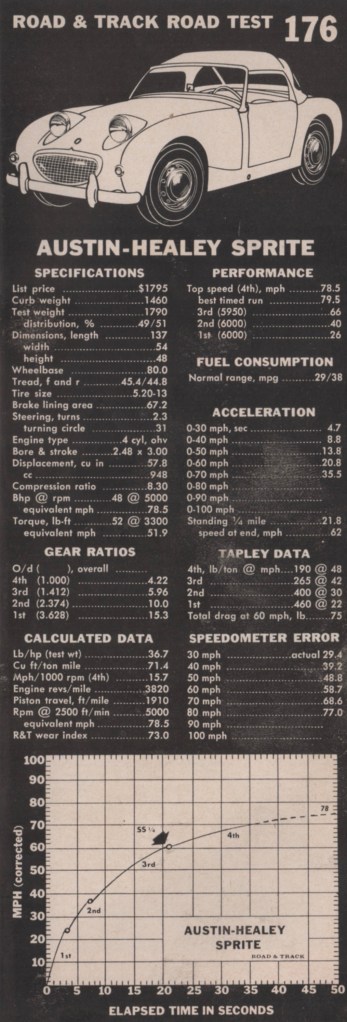 ROAD & TRACK ROAD TEST 176
AUSTIN-HEALEY SPRITE
SPECIFICATIONS
List price $1795
Curb weight 1460
Test weight 1790
distribution, % 49/51
Dimensions, length 137
width 54
height 48
Wheelbase 80.0
Tread, f and r 45.4/44.8
Tire size 5.20-13
Brake lining area 67.2
Steering, turns 2.3
turning circle 31
Engine type 4 cyl, ohv
Bore & stroke 2.48 x 3.00
Displacement, cu in 57.8
cc 948
Compression ratio 8.30
Bhp @ rpm 48 @ 5000
equivalent mph 78.5
Torque, lb-ft 52 @ 3300
equivalent mph 51.9
GEAR RATIOS
O/d ( ), overall
4th (1.000) 4.22
3rd (1.412) 5.96
2nd (2.374) 10.0
1st (3.628) 15.3
CALCULATED DATA
Lb/hp (test wt) 36.7
Cu ft/ton mile 71.4
Mph/1000 rpm (4th) 15.7
Engine revs/mile 3820
Piston travel, ft/mile 1910
Rpm @ 2500 ft/min 5000
equivalent mph 78.5
R&T wear index 73.0
PERFORMANCE
Top speed (4th), mph 78.5
best timed run 79.5
3rd (5950) 66
2nd (6000) 40
1st (6000) 26
FUEL CONSUMPTION
Normal range, mpg 29/38
ACCELERATION
0-30 mph, sec 4.7
0-40 mph 8.8
0-50 mph 13.8
0-60 mph 20.8
0-70 mph 35.5
0-80 mph
0-90 mph
0-100 mph
Standing ¼ mile 21.8
speed at end, mph 62
TAPLEY DATA
4th, lb/ton @ mph 190 @ 48
3rd 265 @ 42
2nd 400 @ 30
1st 460 @ 22
Total drag at 60 mph, lb 75
SPEEDOMETER ERROR
30 mph actual 29.4
40 mph 39.2
50 mph 48.8
60 mph 58.7
70 mph 68.6
80 mph 77.0
90 mph
100 mph
MPH (corrected)
100
90
80
70
60
50
40
30
20
10
SS ¼
78
4th
3rd
2nd
1st
AUSTIN-HEALEY
SPRITE
ROAD & TRACK
0 5 10 15 20 25 30 35 40 45 50
ELAPSED TIME IN SECONDS